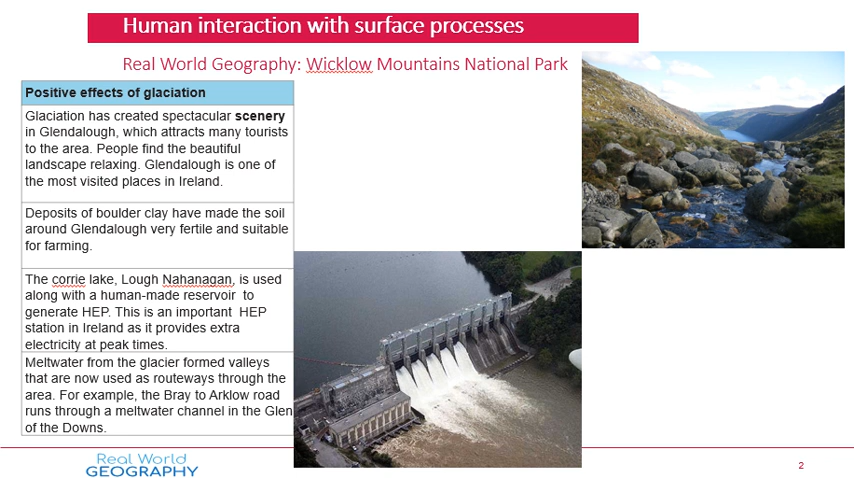 Human interaction with surface processes
Real World Geography: Wicklow Mountains National Park
Positive effects of glaciation
Glaciation has created spectacular scenery
in Glendalough, which attracts many tourists
to the area. People find the beautiful
landscape relaxing. Glendalough is one of
the most visited places in Ireland.
Deposits of boulder clay have made the soil
around Glendalough very fertile and suitable
for farming.
The corrie lake, Lough Nahanagan, is used
along with a human-made reservoir to
generate HEP. This is an important HEP
station in Ireland as it provides extra
electricity at peak times.
Meltwater from the glacier formed valleys
that are now used as routeways through the
area. For example, the Bray to Arklow road
runs through a meltwater channel in the Glen
of the Downs.
Real World
GEOGRAPHY
2